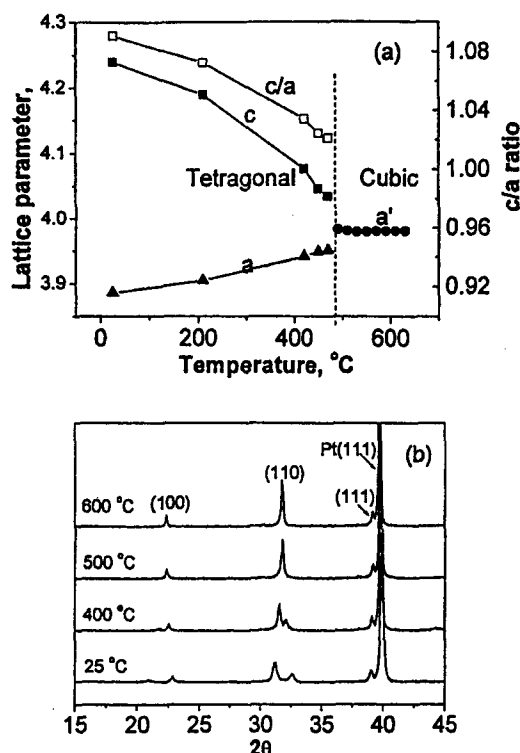 (a)
Lattice parameter,
4.3
4.2
4.1
4.0
3.9
c/a
c
a
a'
Tetragonal
Cubic
1.08
1.04
1.00
0.96
0.92
c/a ratio
0 200 400 600
Temperature, °C
(b)
Pt(111)
(100)
(110)
(111)
600 °C
500 °C
400 °C
25 °C
15 20 25 30 35 40 45
2θ